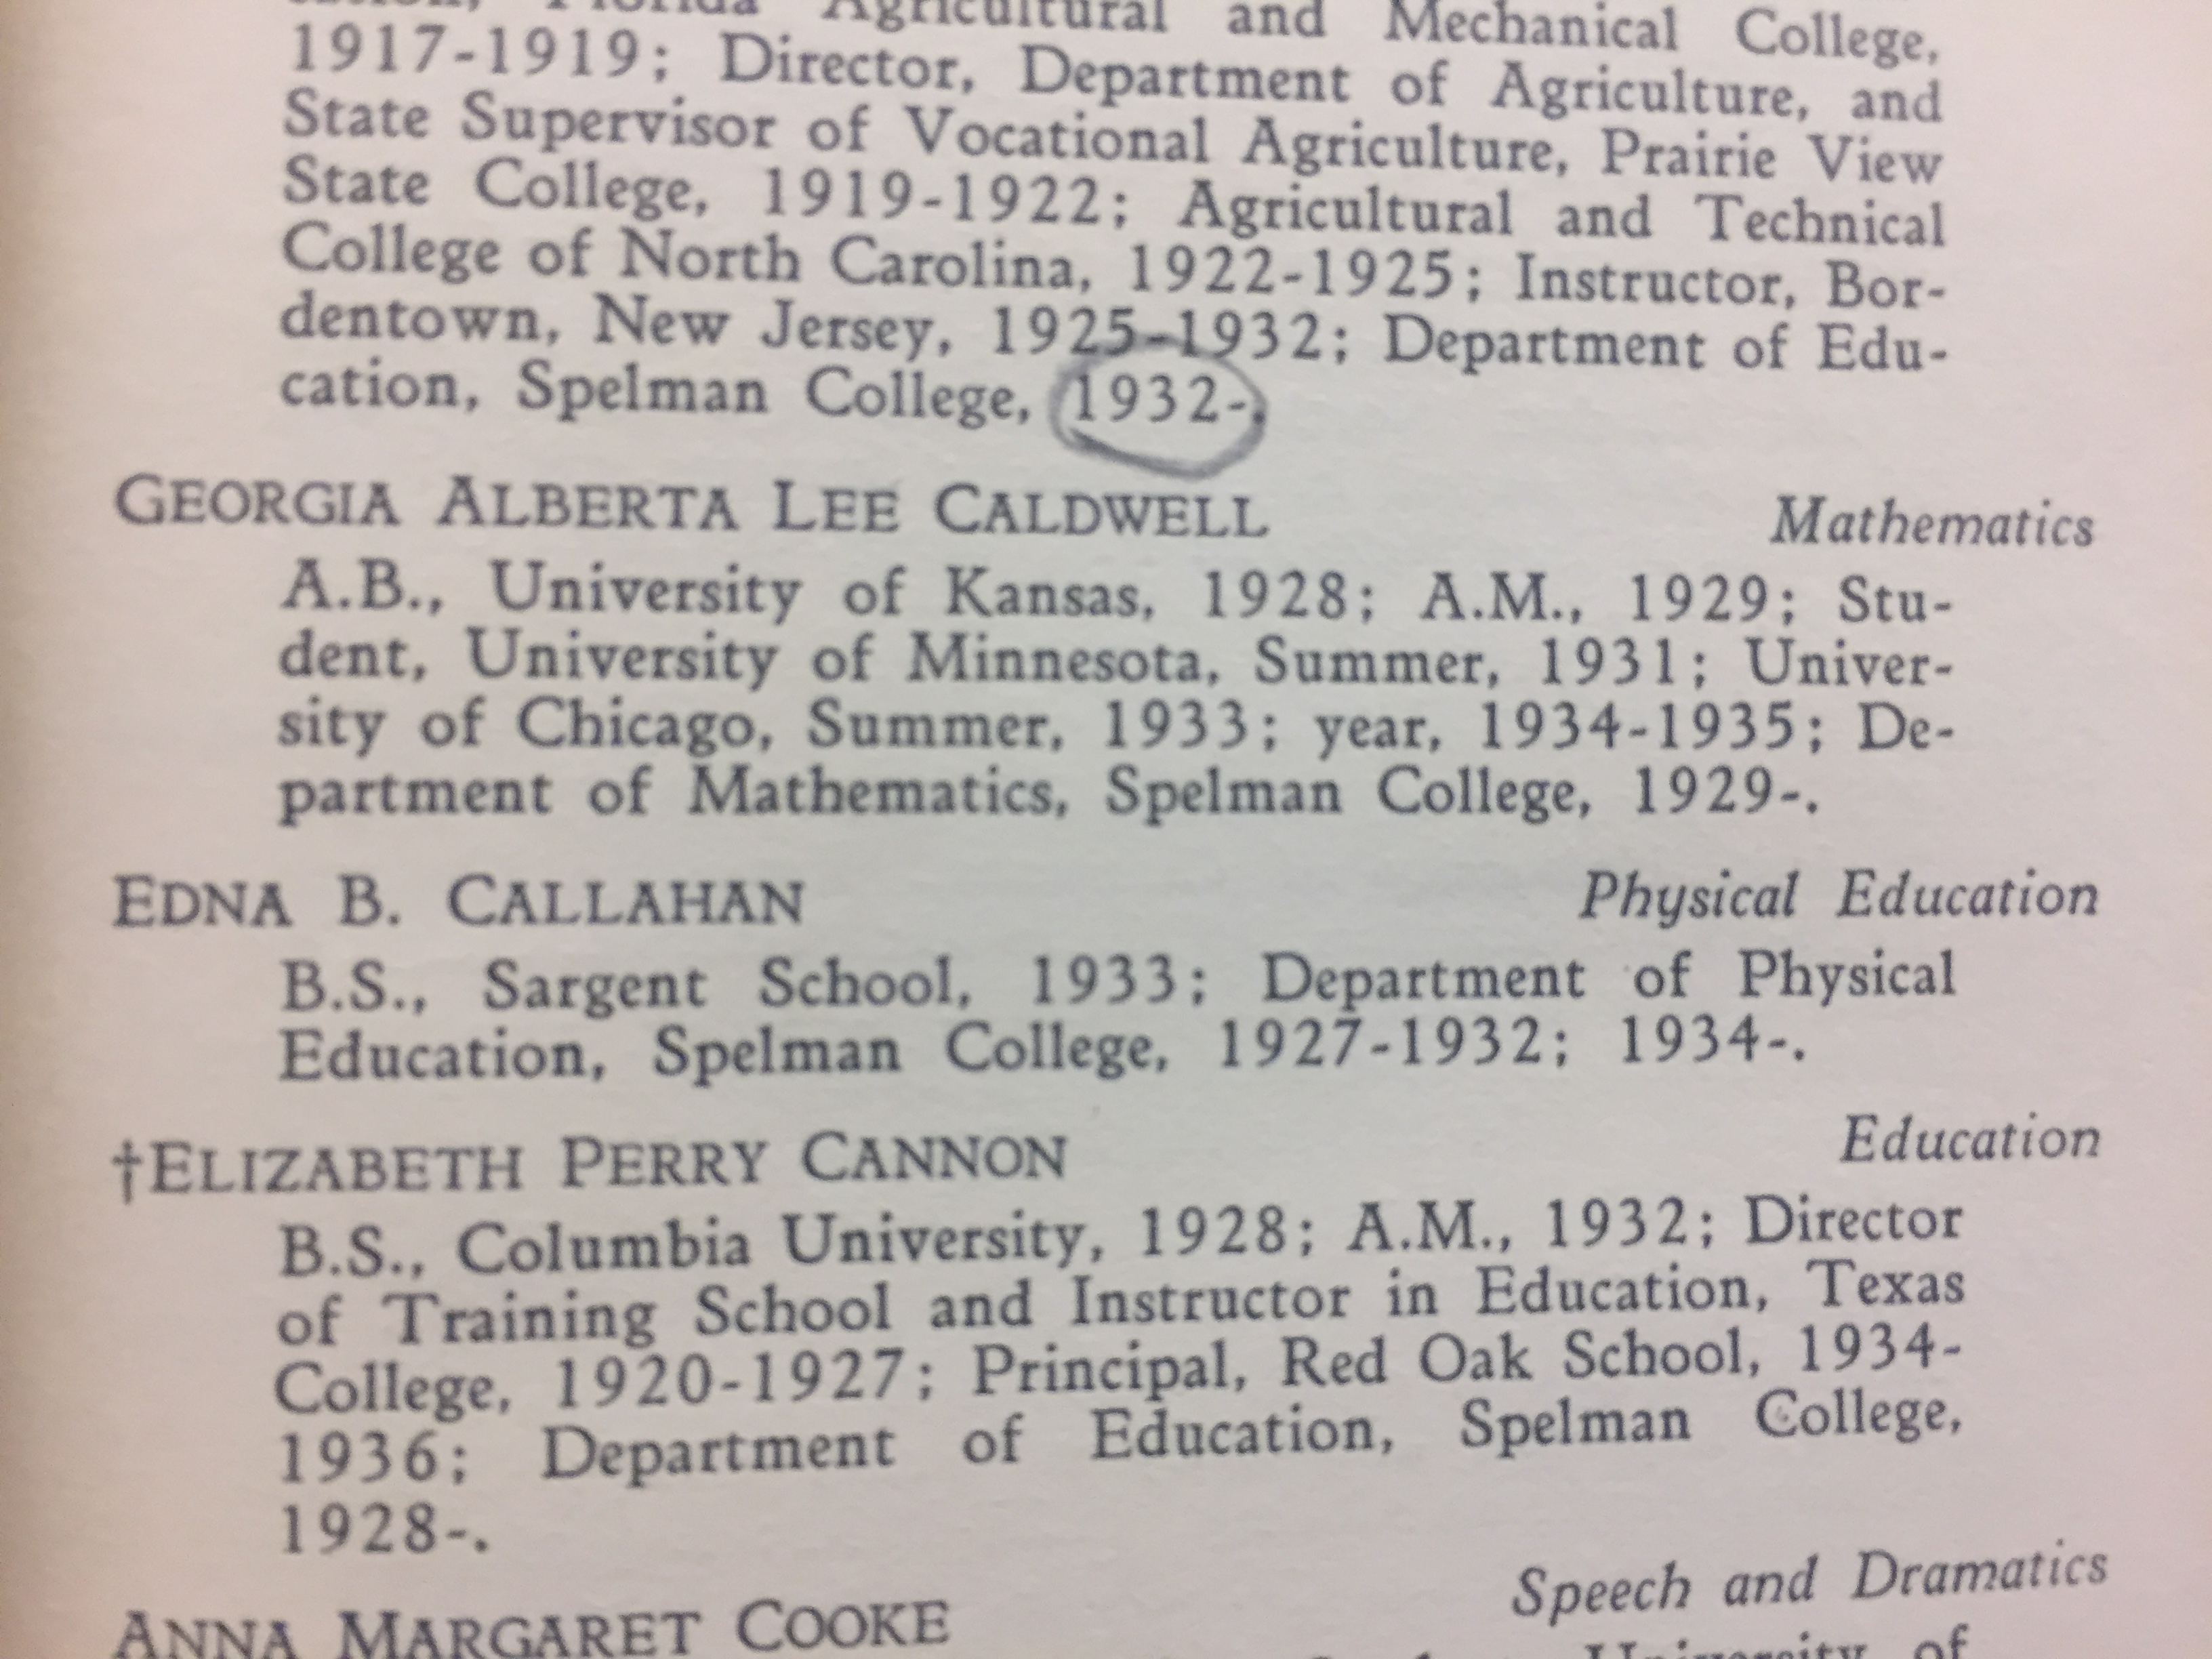 Florida Agricultural and Mechanical College,
1917-1919; Director, Department of Agriculture, and
State Supervisor of Vocational Agriculture, Prairie View
State College, 1919-1922; Agricultural and Technical
College of North Carolina, 1922-1925; Instructor, Bor-
dentown, New Jersey, 1925-1932; Department of Edu-
cation, Spelman College, 1932-.
GEORGIA ALBERTA LEE CALDWELL Mathematics
A.B., University of Kansas, 1928; A.M., 1929; Stu-
dent, University of Minnesota, Summer, 1931; Univer-
sity of Chicago, Summer, 1933; year, 1934-1935; De-
partment of Mathematics, Spelman College, 1929-.
EDNA B. CALLAHAN Physical Education
B.S., Sargent School, 1933; Department of Physical
Education, Spelman College, 1927-1932; 1934-.
†ELIZABETH PERRY CANNON Education
B.S., Columbia University, 1928; A.M., 1932; Director
of Training School and Instructor in Education, Texas
College, 1920-1927; Principal, Red Oak School, 1934-
1936; Department of Education, Spelman College,
1928-.
ANNA MARGARET COOKE Speech and Dramatics
University of